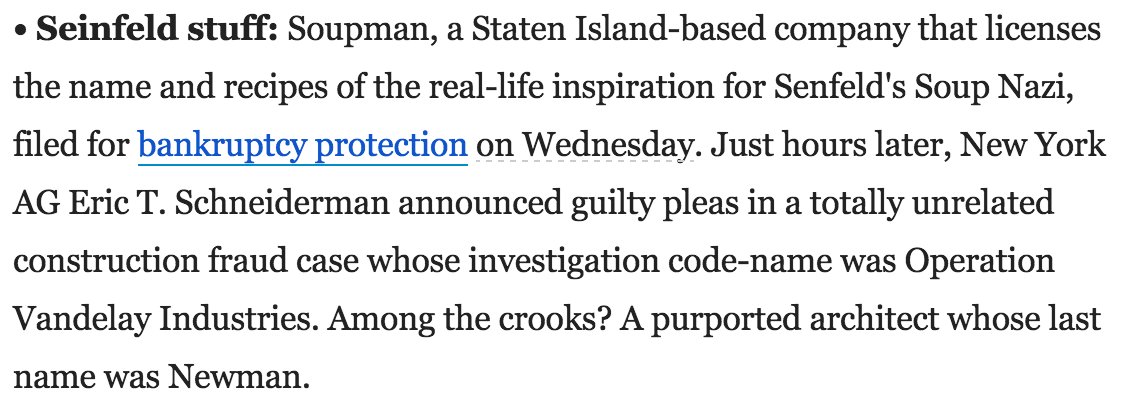 • Seinfeld stuff: Soupman, a Staten Island-based company that licenses
the name and recipes of the real-life inspiration for Senfeld's Soup Nazi,
filed for bankruptcy protection on Wednesday. Just hours later, New York
AG Eric T. Schneiderman announced guilty pleas in a totally unrelated
construction fraud case whose investigation code-name was Operation
Vandelay Industries. Among the crooks? A purported architect whose last
name was Newman.